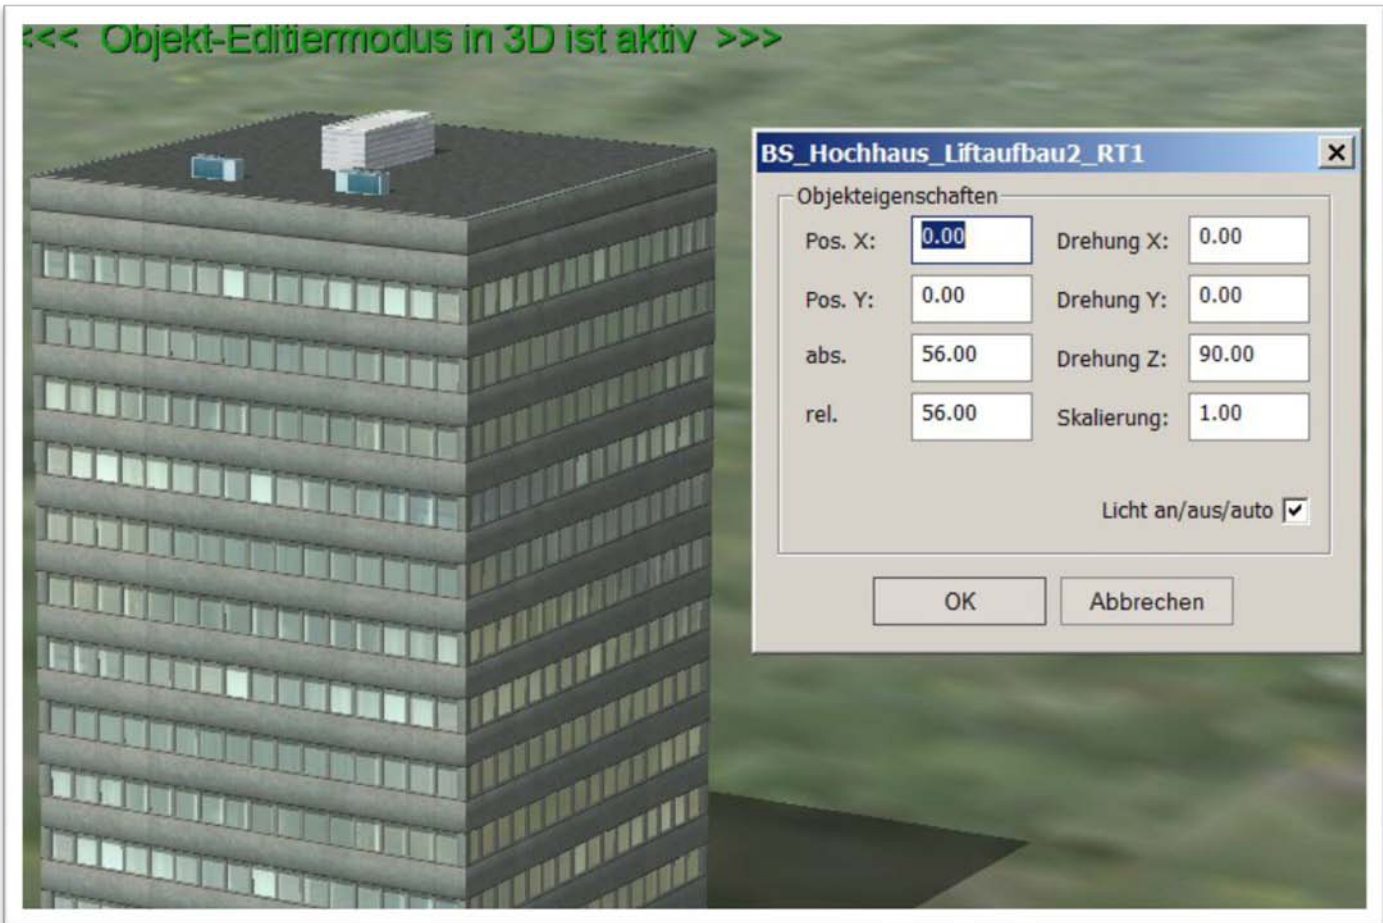 <<< Objekt-Editiermodus in 3D ist aktiv >>>
BS_Hochhaus_Liftaufbau2_RT1
Objekteigenschaften
Pos. X: 0.00 Drehung X: 0.00
Pos. Y: 0.00 Drehung Y: 0.00
abs. 56.00 Drehung Z: 90.00
rel. 56.00 Skalierung: 1.00
Licht an/aus/auto
OK Abbrechen